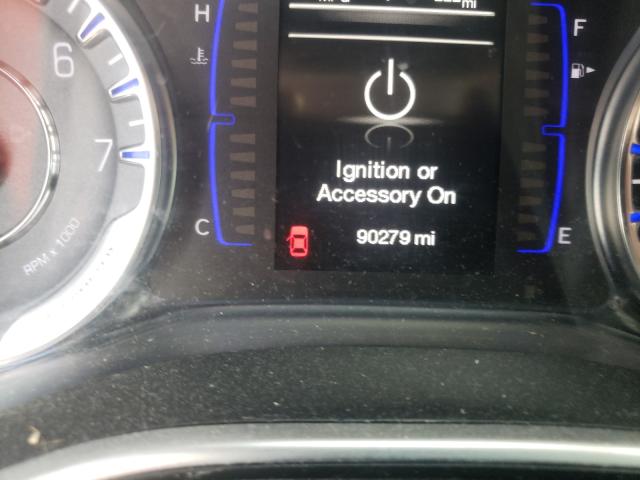 H
F
6
7
Ignition or
Accessory On
C
90279 mi
E
RPM x 1000